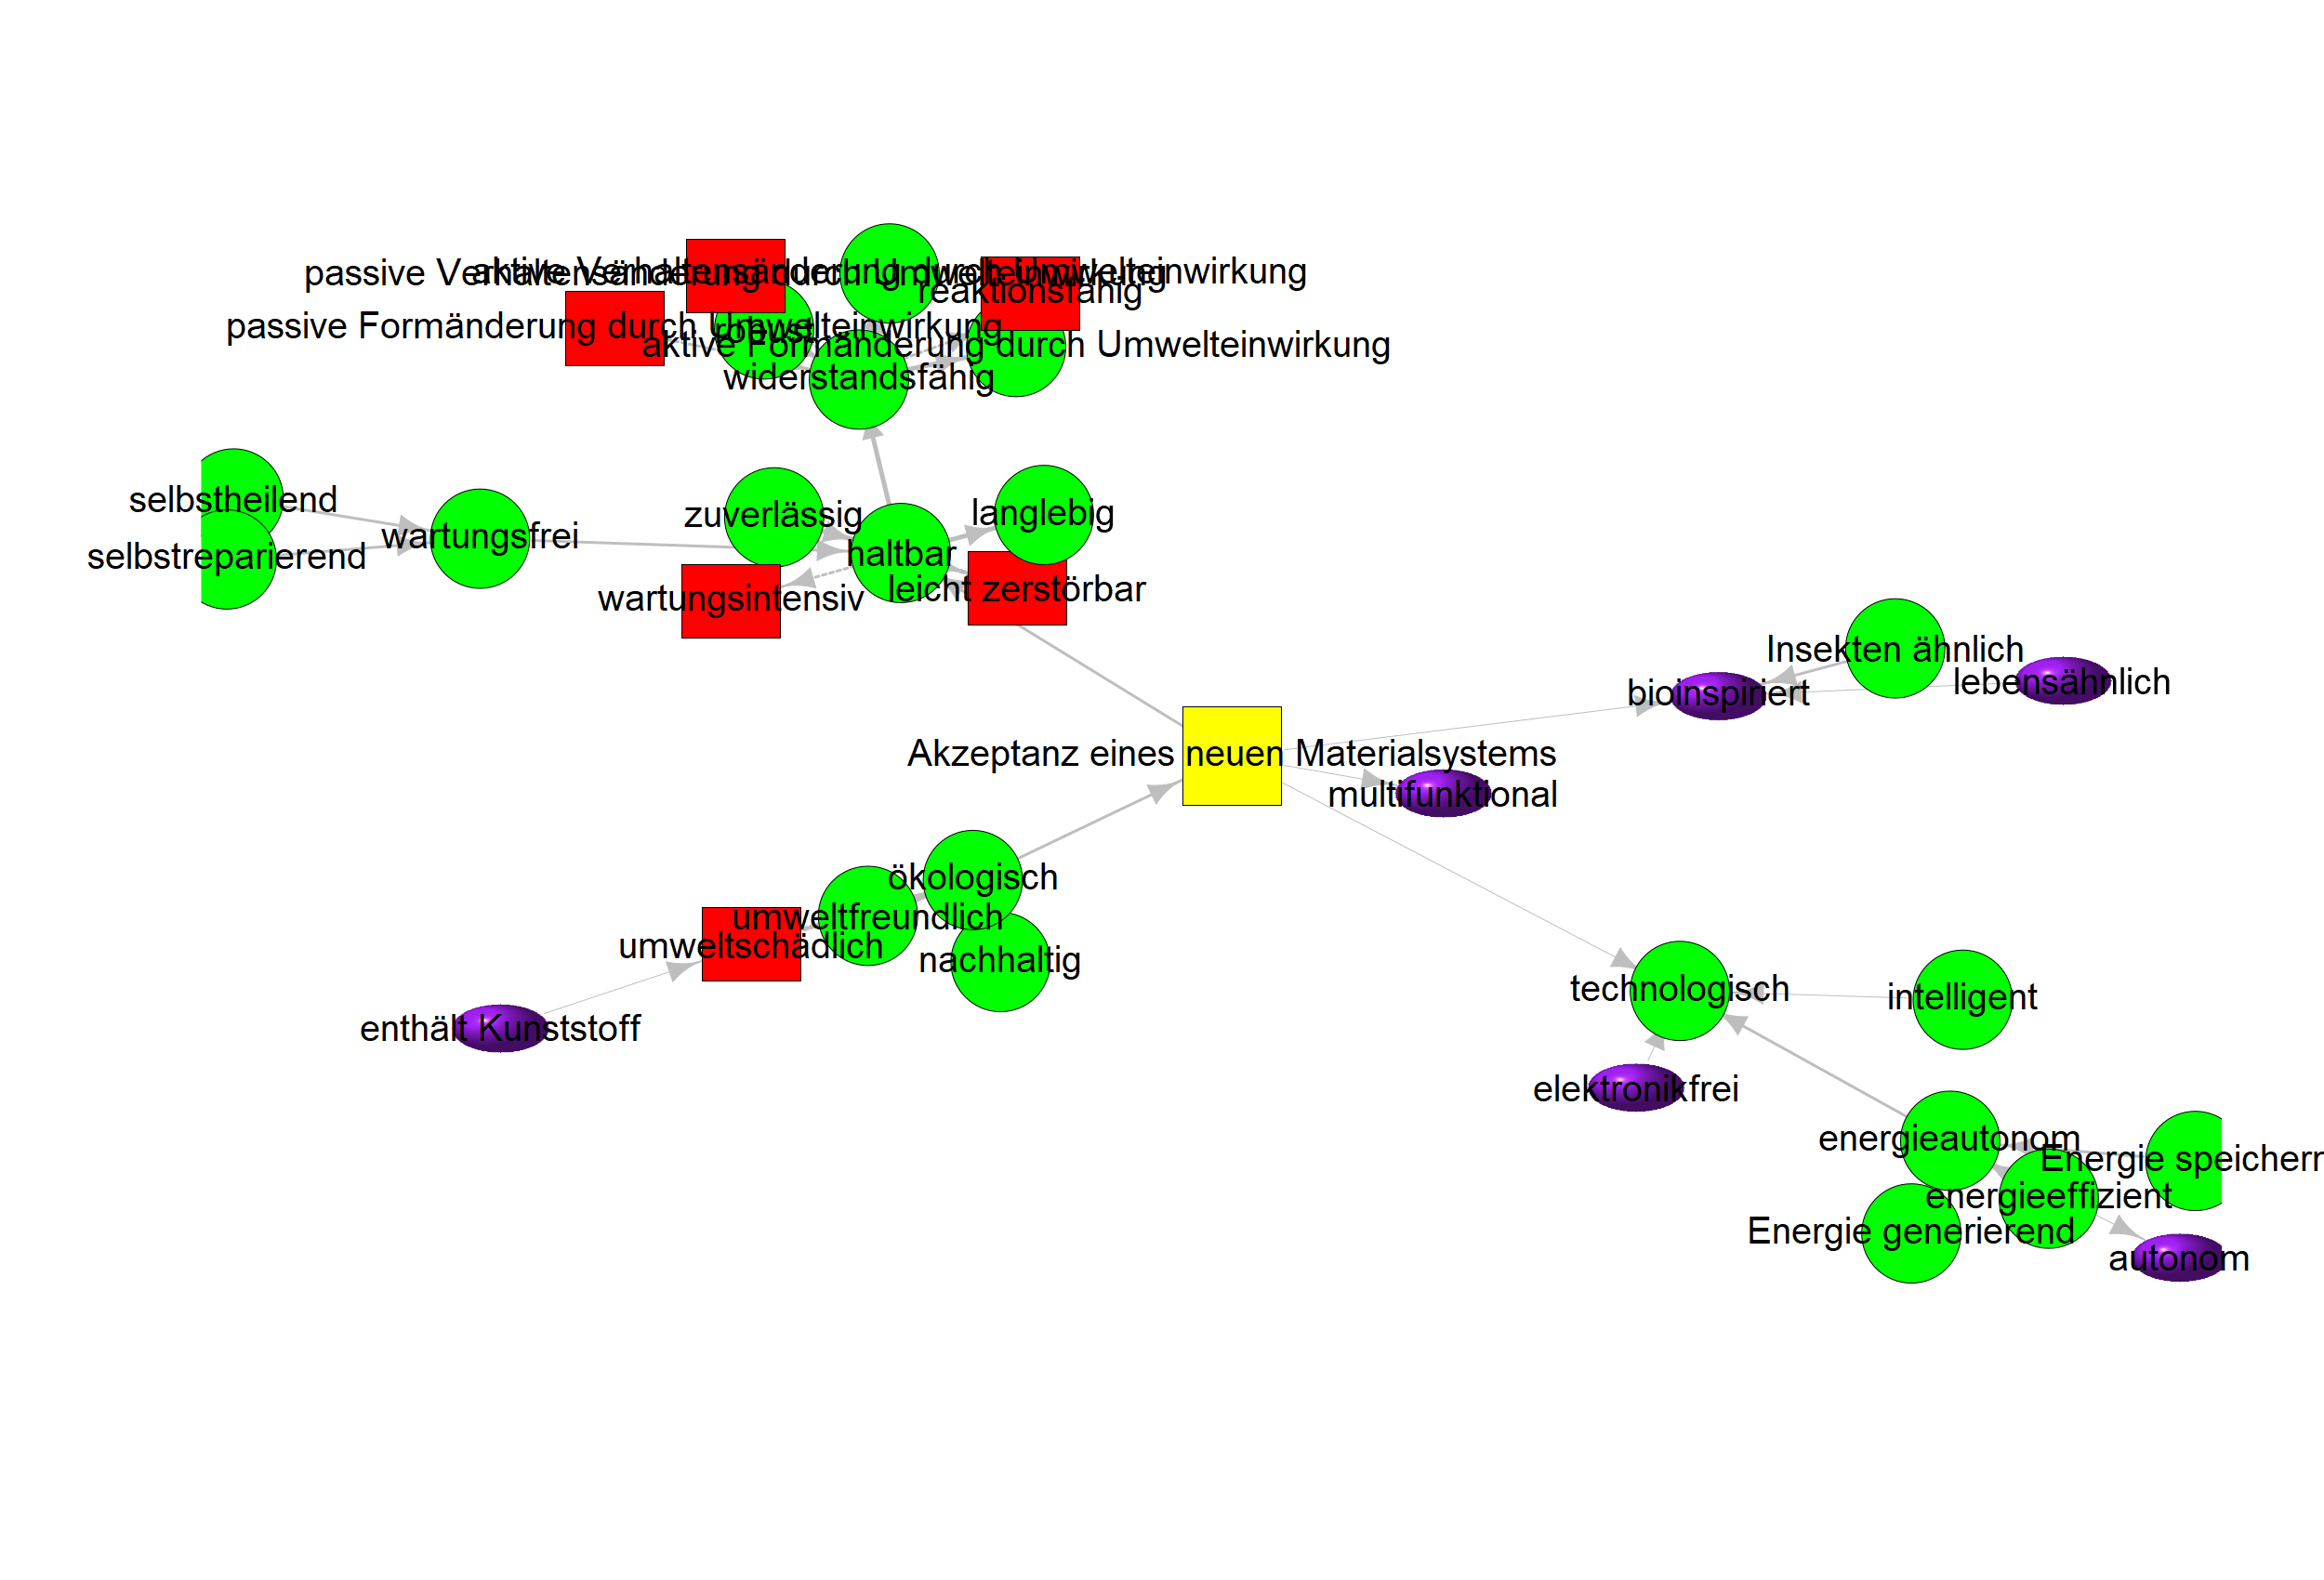 aktive Verhaltensänderung durch Umwelteinwirkung
passive Verhaltensänderung durch Umwelteinwirkung
reaktionsfähig
passive Formänderung durch Umwelteinwirkung
robust
aktive Formänderung durch Umwelteinwirkung
widerstandsfähig
selbstheilend
zuverlässig
langlebig
wartungsfrei
selbstreparierend
haltbar
leicht zerstörbar
wartungsintensiv
Insekten ähnlich
lebensähnlich
bioinspiriert
Akzeptanz eines neuen Materialsystems
multifunktional
ökologisch
umweltfreundlich
umweltschädlich
nachhaltig
technologisch
intelligent
enthält Kunststoff
elektronikfrei
energieautonom
Energie speichern
energieeffizient
Energie generierend
autonom